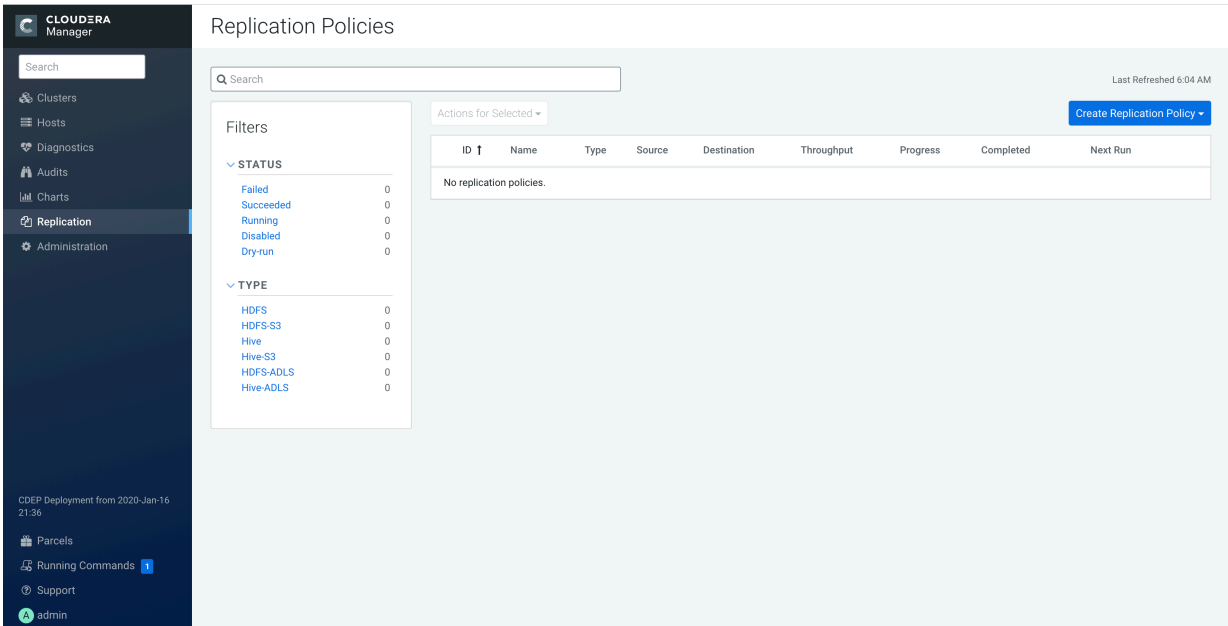 CLOUDERA
Manager
Search
Clusters
Hosts
Diagnostics
Audits
Charts
Replication
Administration
CDEP Deployment from 2020-Jan-16
21:36
Parcels
Running Commands 1
Support
A admin
Replication Policies
Search
Last Refreshed 6:04 AM
Filters
STATUS
Failed 0
Succeeded 0
Running 0
Disabled 0
Dry-run 0
TYPE
HDFS 0
HDFS-S3 0
Hive 0
Hive-S3 0
HDFS-ADLS 0
Hive-ADLS 0
Actions for Selected
Create Replication Policy
ID Name Type Source Destination Throughput Progress Completed Next Run
No replication policies.